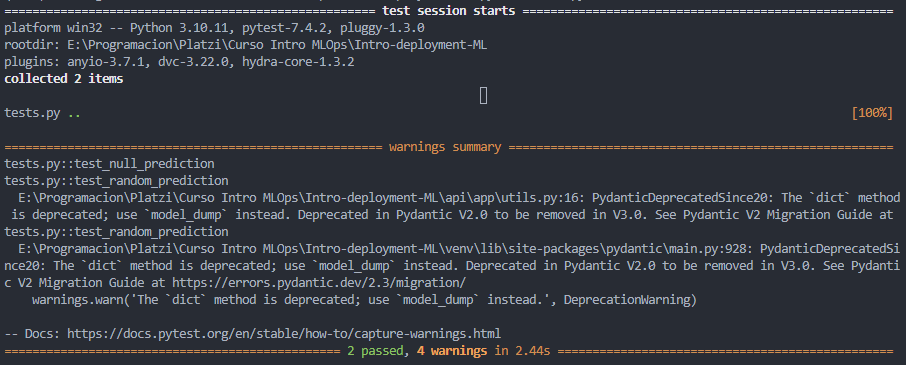 ==================================================== test session starts ====================================================
platform win32 -- Python 3.10.11, pytest-7.4.2, pluggy-1.3.0
rootdir: E:\Programacion\Platzi\Curso Intro MLOps\Intro-deployment-ML
plugins: anyio-3.7.1, dvc-3.22.0, hydra-core-1.3.2
collected 2 items
tests.py .. [100%]
===================================================== warnings summary ======================================================
tests.py::test_null_prediction
tests.py::test_random_prediction
E:\Programacion\Platzi\Curso Intro MLOps\Intro-deployment-ML\api\app\utils.py:16: PydanticDeprecatedSince20: The `dict` method
is deprecated; use `model_dump` instead. Deprecated in Pydantic V2.0 to be removed in V3.0. See Pydantic V2 Migration Guide at
tests.py::test_random_prediction
E:\Programacion\Platzi\Curso Intro MLOps\Intro-deployment-ML\venv\lib\site-packages\pydantic\main.py:928: PydanticDeprecatedSi
nce20: The `dict` method is deprecated; use `model_dump` instead. Deprecated in Pydantic V2.0 to be removed in V3.0. See Pydanti
c V2 Migration Guide at https://errors.pydantic.dev/2.3/migration/
warnings.warn('The `dict` method is deprecated; use `model_dump` instead.', DeprecationWarning)
-- Docs: https://docs.pytest.org/en/stable/how-to/capture-warnings.html
=============================================== 2 passed, 4 warnings in 2.44s ===============================================